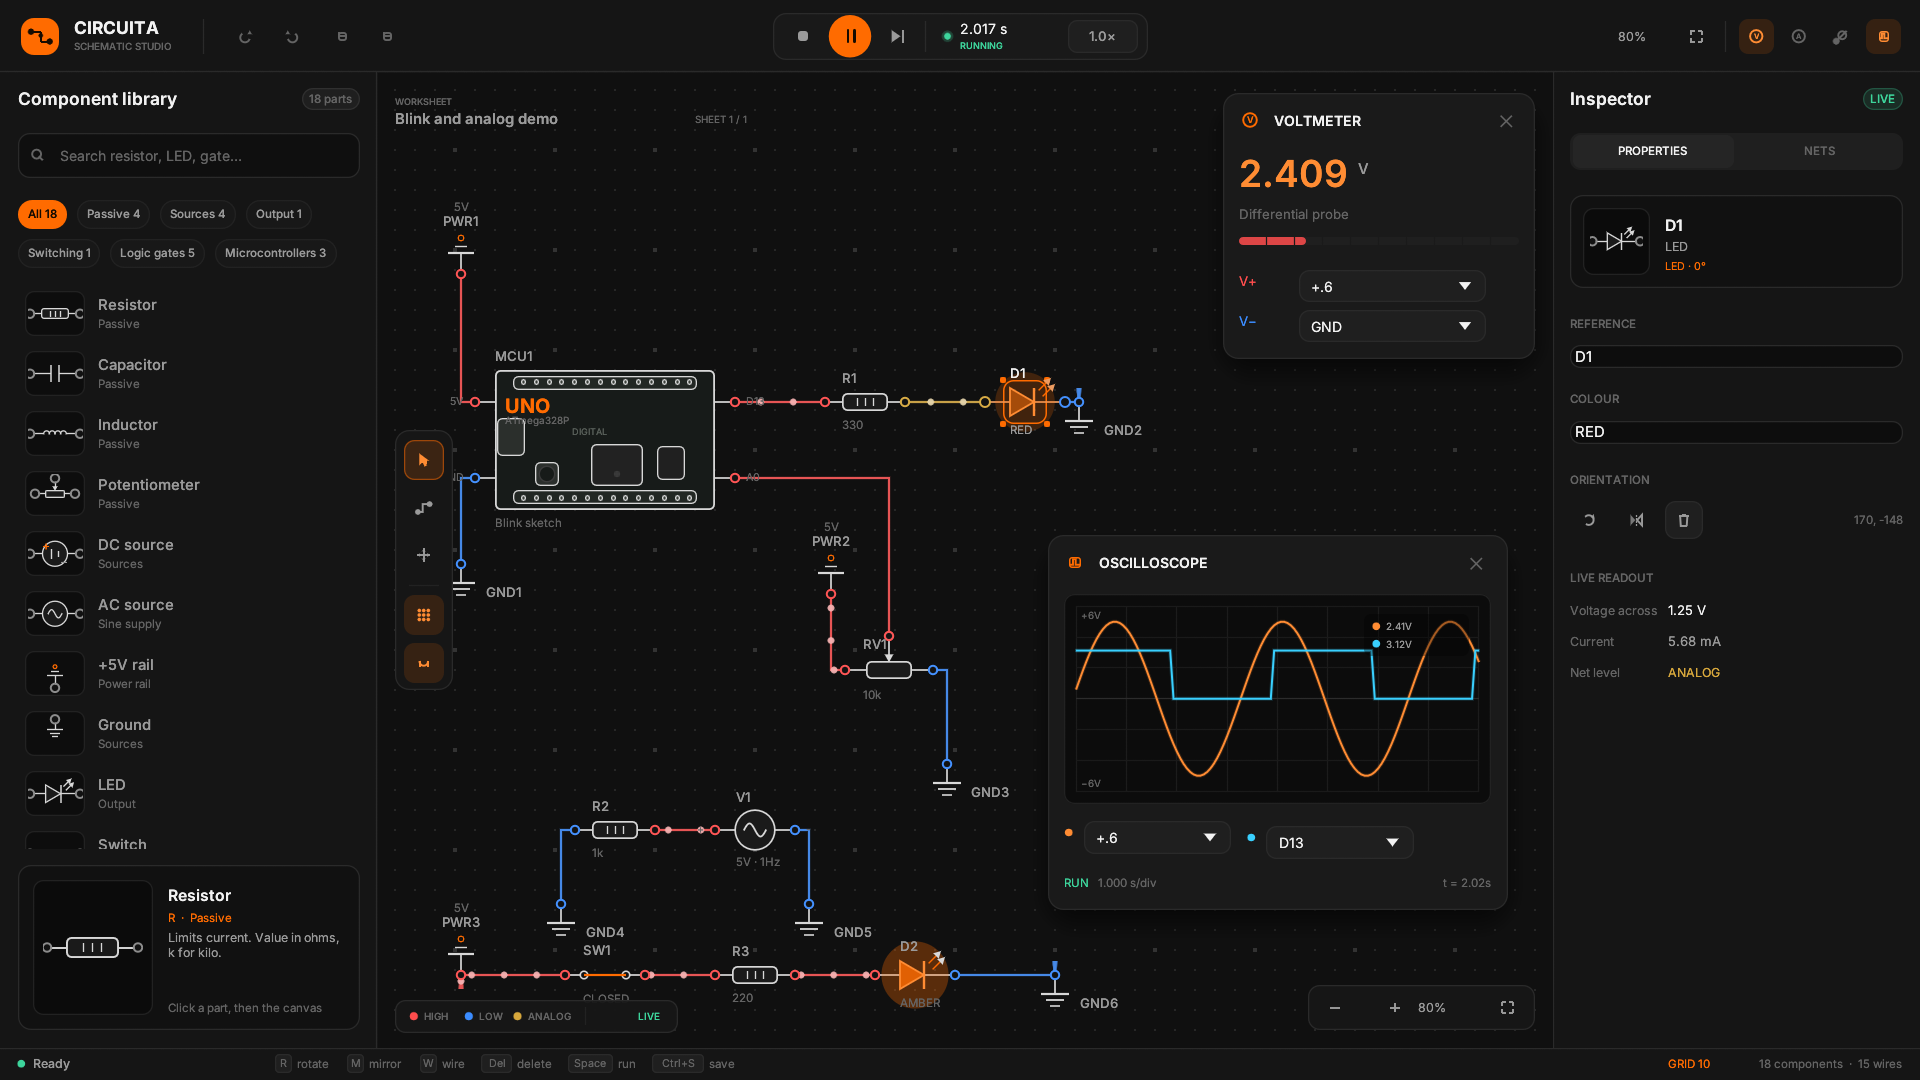 CIRCUITA
SCHEMATIC STUDIO
2.017 s
RUNNING
1.0×
80%
Component library
18 parts
Search resistor, LED, gate...
All 18
Passive 4
Sources 4
Output 1
Switching 1
Logic gates 5
Microcontrollers 3
Resistor
Passive
Capacitor
Passive
Inductor
Passive
Potentiometer
Passive
DC source
Sources
AC source
Sine supply
+5V rail
Power rail
Ground
Sources
LED
Output
Switch
Resistor
R · Passive
Limits current. Value in ohms,
k for kilo.
Click a part, then the canvas
WORKSHEET
Blink and analog demo
SHEET 1 / 1
5V
PWR1
MCU1
5V
UNO
ATmega328P
DIGITAL
D13
A0
ND
Blink sketch
GND1
R1
330
D1
RED
GND2
5V
PWR2
RV1
10k
GND3
R2
1k
V1
5V · 1Hz
GND4
GND5
5V
PWR3
SW1
CLOSED
R3
220
D2
AMBER
GND6
HIGH
LOW
ANALOG
LIVE
VOLTMETER
2.409 V
Differential probe
V+
+.6
V−
GND
OSCILLOSCOPE
+6V
2.41V
3.12V
−6V
+.6
D13
RUN
1.000 s/div
t = 2.02s
80%
Inspector
LIVE
PROPERTIES
NETS
D1
LED
LED · 0°
REFERENCE
D1
COLOUR
RED
ORIENTATION
170, -148
LIVE READOUT
Voltage across 1.25 V
Current 5.68 mA
Net level ANALOG
Ready
R rotate
M mirror
W wire
Del delete
Space run
Ctrl+S save
GRID 10
18 components · 15 wires